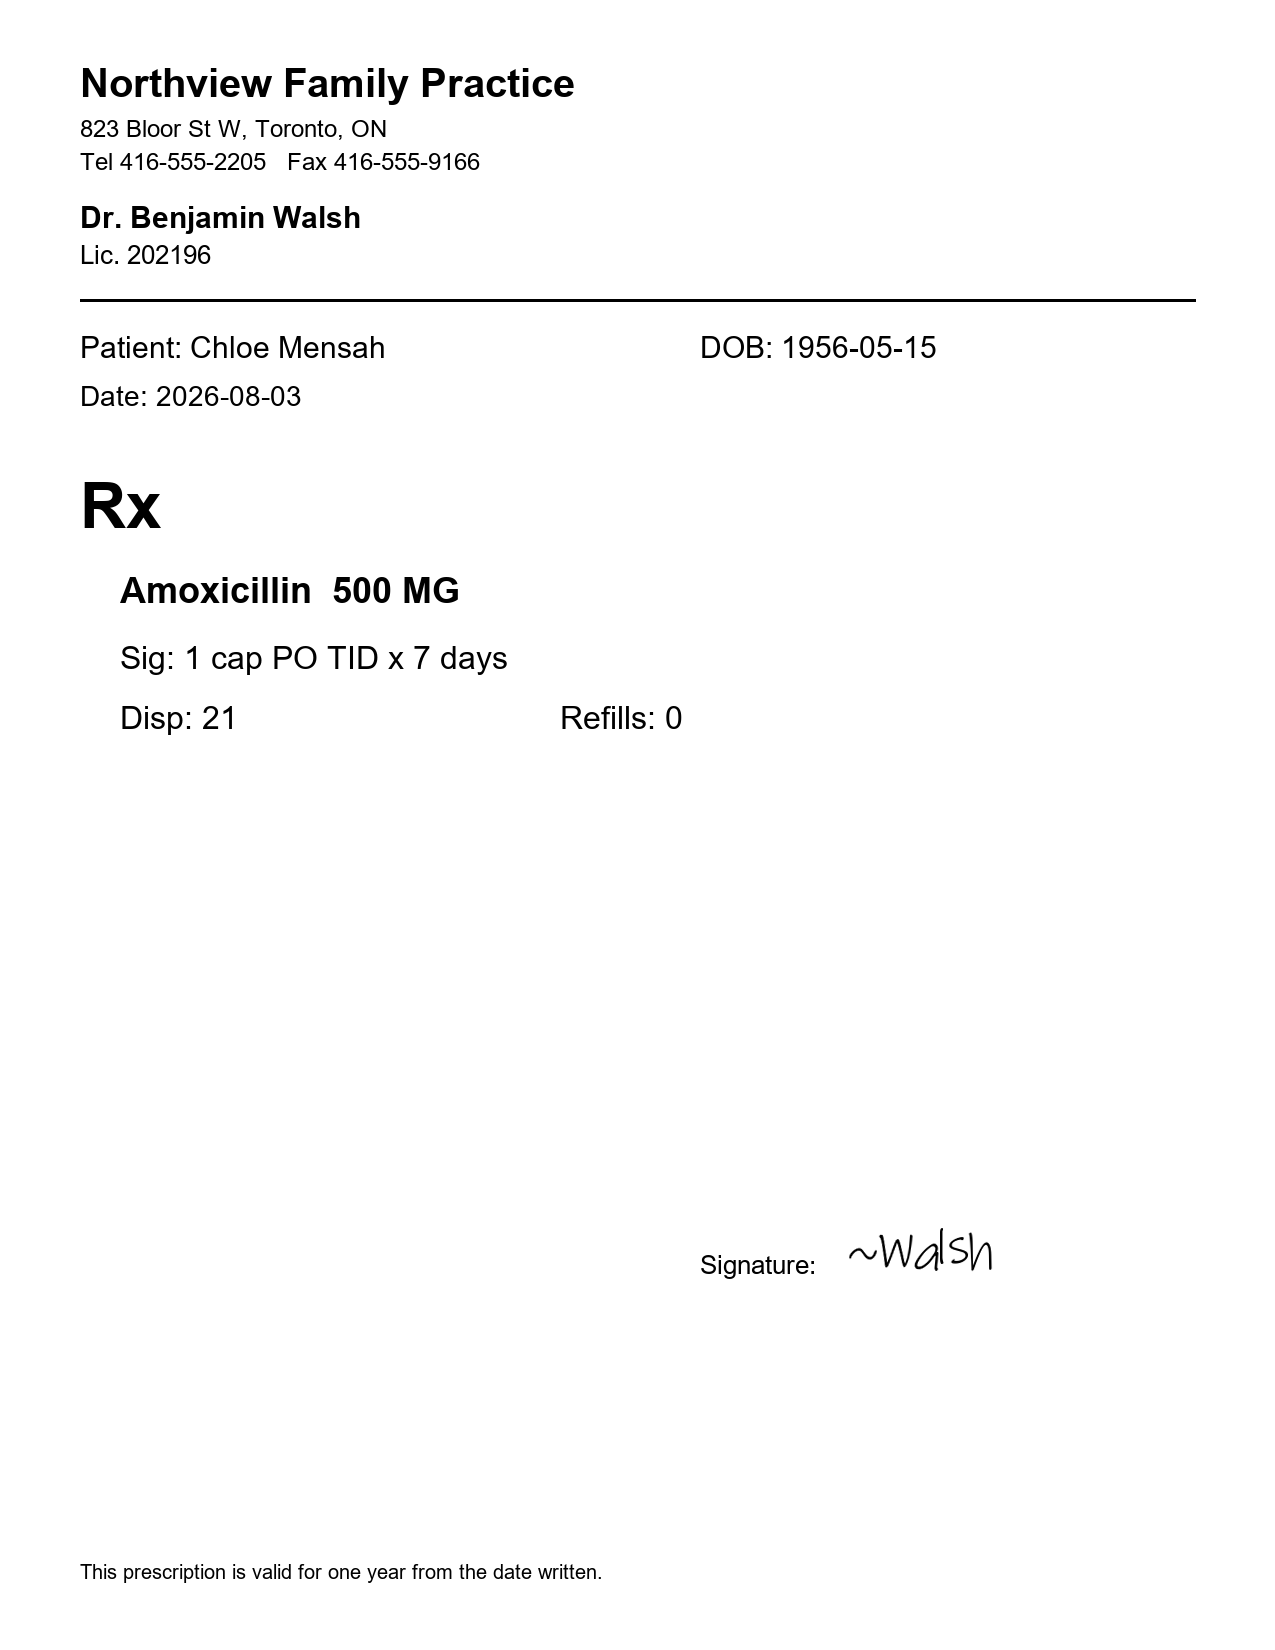 Northview Family Practice
823 Bloor St W, Toronto, ON
Tel 416-555-2205 Fax 416-555-9166
Dr. Benjamin Walsh
Lic. 202196
Patient: Chloe Mensah DOB: 1956-05-15
Date: 2026-08-03
Rx
Amoxicillin 500 MG
Sig: 1 cap PO TID x 7 days
Disp: 21 Refills: 0
Signature: ~Walsh
This prescription is valid for one year from the date written.